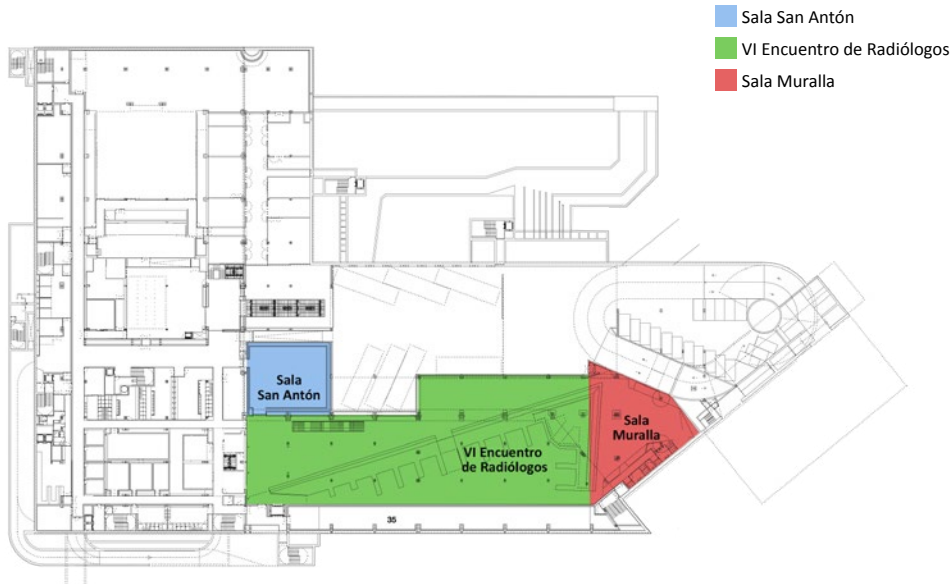 Sala San Antón
VI Encuentro de Radiólogos
Sala Muralla
Sala
San Antón
Sala
Muralla
VI Encuentro
de Radiólogos
35